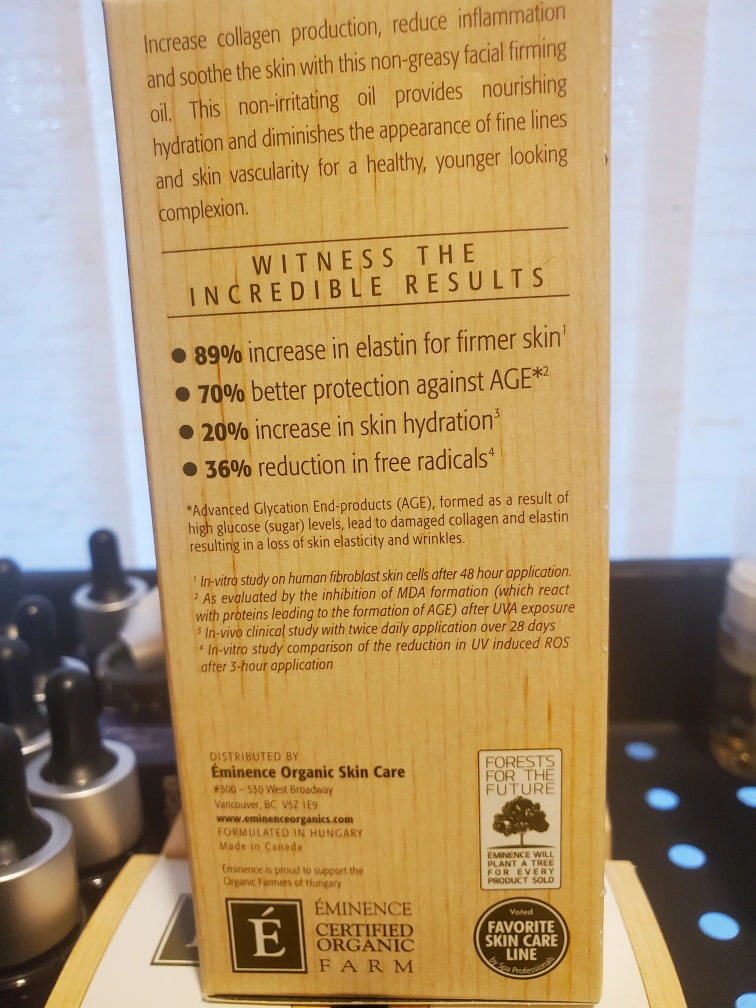 Increase collagen production, reduce inflammation
and soothe the skin with this non-greasy facial firming
oil. This non-irritating oil provides nourishing
hydration and diminishes the appearance of fine lines
and skin vascularity for a healthy, younger looking
complexion.
WITNESS THE
INCREDIBLE RESULTS
● 89% increase in elastin for firmer skin¹
● 70% better protection against AGE*²
● 20% increase in skin hydration³
● 36% reduction in free radicals⁴
*Advanced Glycation End-products (AGE), formed as a result of
high glucose (sugar) levels, lead to damaged collagen and elastin
resulting in a loss of skin elasticity and wrinkles.
¹ In-vitro study on human fibroblast skin cells after 48 hour application.
² As evaluated by the inhibition of MDA formation (which react
with proteins leading to the formation of AGE) after UVA exposure
³ In-vivo clinical study with twice daily application over 28 days
⁴ In-vitro study comparison of the reduction in UV induced ROS
after 3-hour application
DISTRIBUTED BY
Éminence Organic Skin Care
#300 – 530 West Broadway
Vancouver, BC V5Z 1E9
www.eminenceorganics.com
FORMULATED IN HUNGARY
Made in Canada
Éminence is proud to support the
Organic Farmers of Hungary
FORESTS
FOR THE
FUTURE
ÉMINENCE WILL
PLANT A TREE
FOR EVERY
PRODUCT SOLD
É
ÉMINENCE
CERTIFIED
ORGANIC
FARM
Voted
FAVORITE
SKIN CARE
LINE
by Spa Professionals